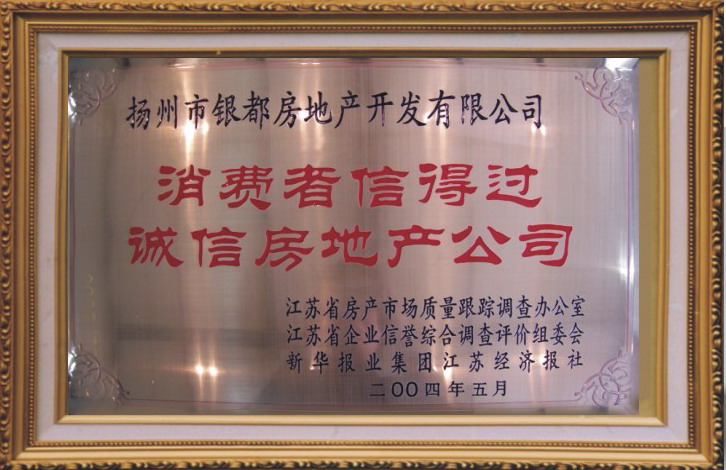 扬州市银都房地产开发有限公司
消费者信得过
诚信房地产公司
江苏省房产市场质量跟踪调查办公室
江苏省企业信誉综合调查评价组委会
新华报业集团江苏经济报社
二〇〇四年五月